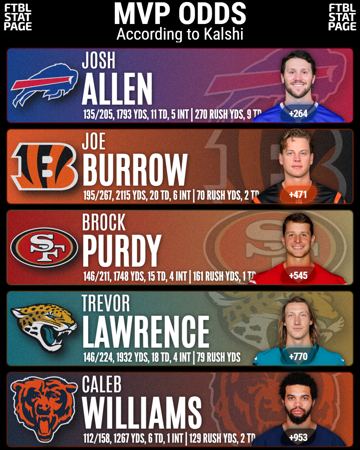 FTBL
STAT
PAGE
MVP ODDS
According to Kalshi
FTBL
STAT
PAGE
JOSH
ALLEN
135/205, 1793 YDS, 11 TD, 5 INT | 270 RUSH YDS, 9 TD
+264
JOE
BURROW
195/267, 2115 YDS, 20 TD, 6 INT | 70 RUSH YDS, 2 TD
+471
BROCK
PURDY
146/211, 1748 YDS, 15 TD, 4 INT | 161 RUSH YDS, 1 TD
+545
TREVOR
LAWRENCE
146/224, 1932 YDS, 18 TD, 4 INT | 79 RUSH YDS
+770
CALEB
WILLIAMS
112/158, 1267 YDS, 6 TD, 1 INT | 129 RUSH YDS, 2 TD
+953